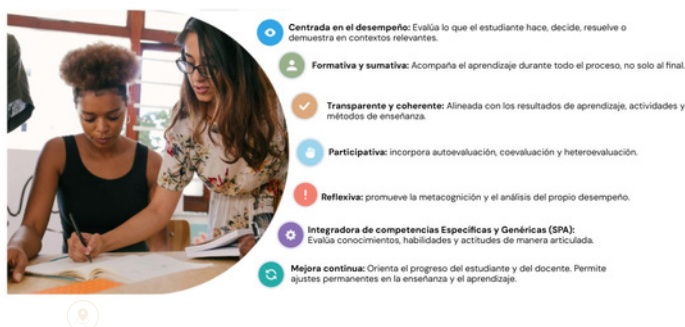 Centrada en el desempeño: Evalúa lo que el estudiante hace, decide, resuelve o
demuestra en contextos relevantes.
Formativa y sumativa: Acompaña el aprendizaje durante todo el proceso, no solo al final.
Transparente y coherente: Alineada con los resultados de aprendizaje, actividades y
métodos de enseñanza.
Participativa: incorpora autoevaluación, coevaluación y heteroevaluación.
Reflexiva: promueve la metacognición y el análisis del propio desempeño.
Integradora de competencias Específicas y Genéricas (SPA):
Evalúa conocimientos, habilidades y actitudes de manera articulada.
Mejora continua: Orienta el progreso del estudiante y del docente. Permite
ajustes permanentes en la enseñanza y el aprendizaje.